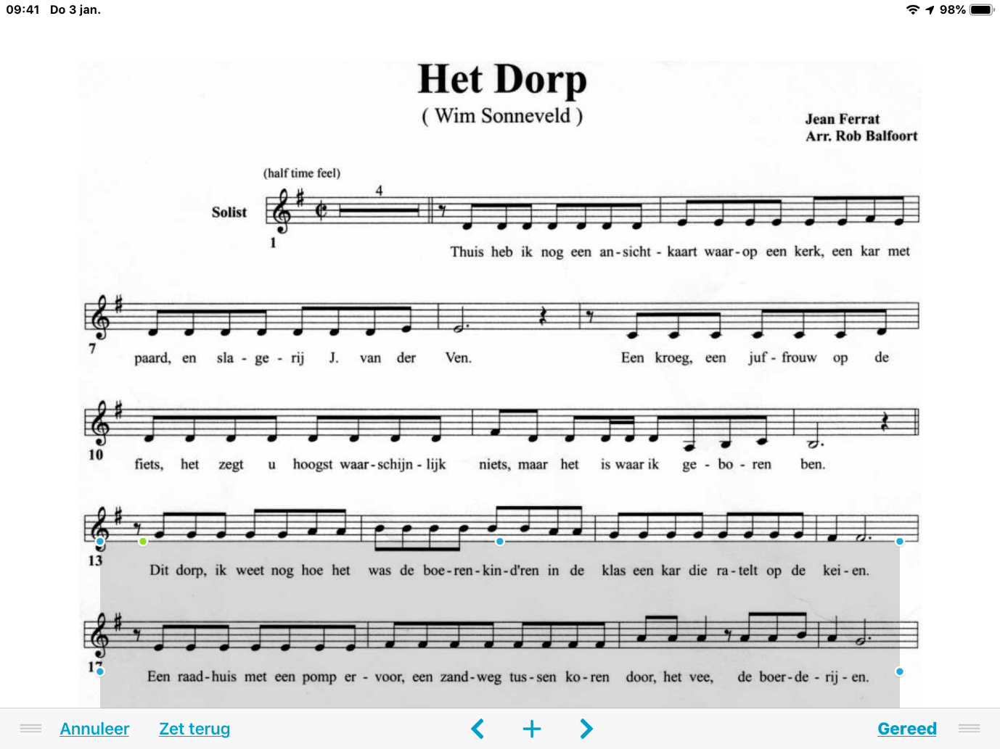 09:41 Do 3 jan. 98%
Het Dorp
( Wim Sonneveld )
Jean Ferrat
Arr. Rob Balfoort
(half time feel)
4
Solist
1
Thuis heb ik nog een an-sicht - kaart waar-op een kerk, een kar met
7
paard, en sla - ge - rij J. van der Ven. Een kroeg, een juf - frouw op de
10
fiets, het zegt u hoogst waar-schijn - lijk niets, maar het is waar ik ge - bo - ren ben.
13
Dit dorp, ik weet nog hoe het was de boe-ren-kin-d'ren in de klas een kar die ra-telt op de kei-en.
17
Een raad-huis met een pomp er - voor, een zand-weg tus-sen ko-ren door, het vee, de boer-de - rij-en.
Annuleer Zet terug Gereed